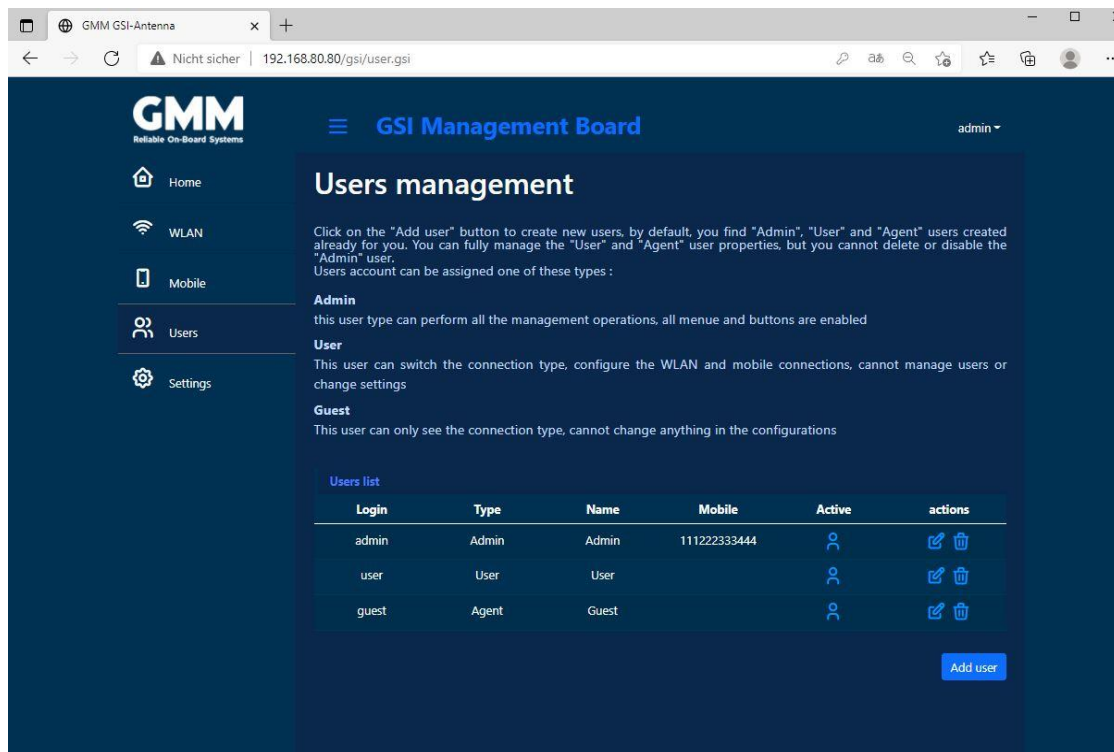 GMM GSI-Antenna
Nicht sicher | 192.168.80.80/gsi/user.gsi
GMM
Reliable On-Board Systems
GSI Management Board
admin
Home
WLAN
Mobile
Users
Settings
Users management
Click on the "Add user" button to create new users, by default, you find "Admin", "User" and "Agent" users created
already for you. You can fully manage the "User" and "Agent" user properties, but you cannot delete or disable the
"Admin" user.
Users account can be assigned one of these types :
Admin
this user type can perform all the management operations, all menue and buttons are enabled
User
This user can switch the connection type, configure the WLAN and mobile connections, cannot manage users or
change settings
Guest
This user can only see the connection type, cannot change anything in the configurations
Users list
Login Type Name Mobile Active actions
admin Admin Admin 111222333444
user User User
guest Agent Guest
Add user